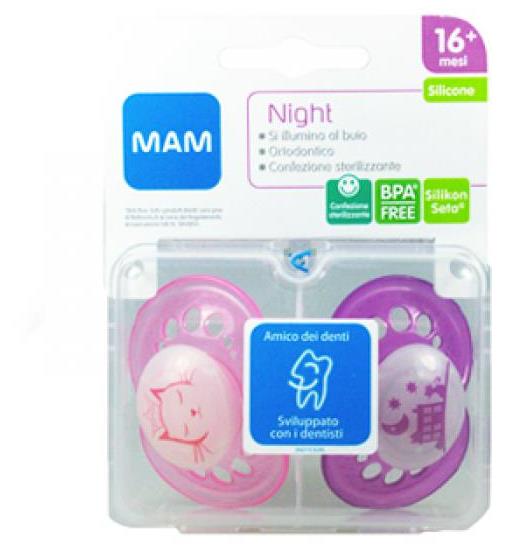 16+
mesi
Silicone
MAM
Night
• Si illumina al buio
• Ortodontico
• Confezione sterilizzante
Confezione
sterilizzante
BPA*
FREE
Silikon
Seta®
Amico dei denti
Sviluppato
con i dentisti